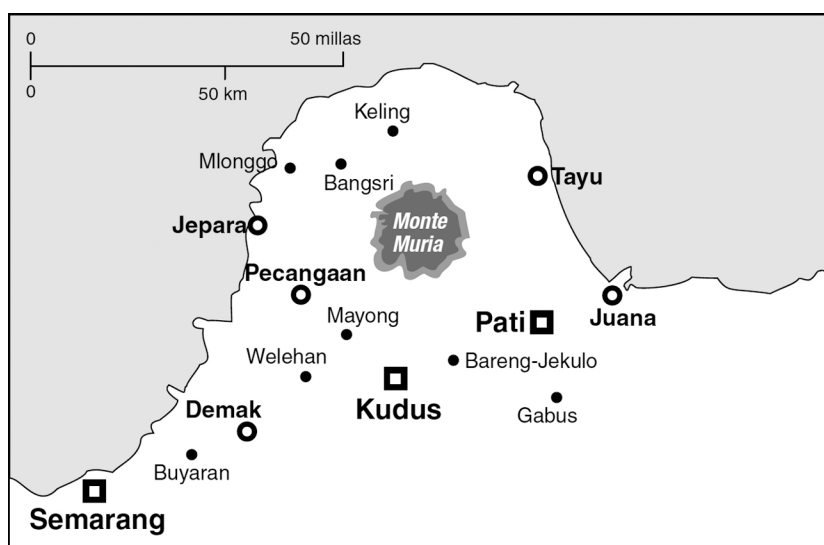 0 50 millas
0 50 km
Keling
Mlonggo
Bangsri
Tayu
Jepara
Monte
Muria
Pecangaan
Mayong
Pati
Juana
Welehan
Bareng-Jekulo
Kudus
Gabus
Demak
Buyaran
Semarang